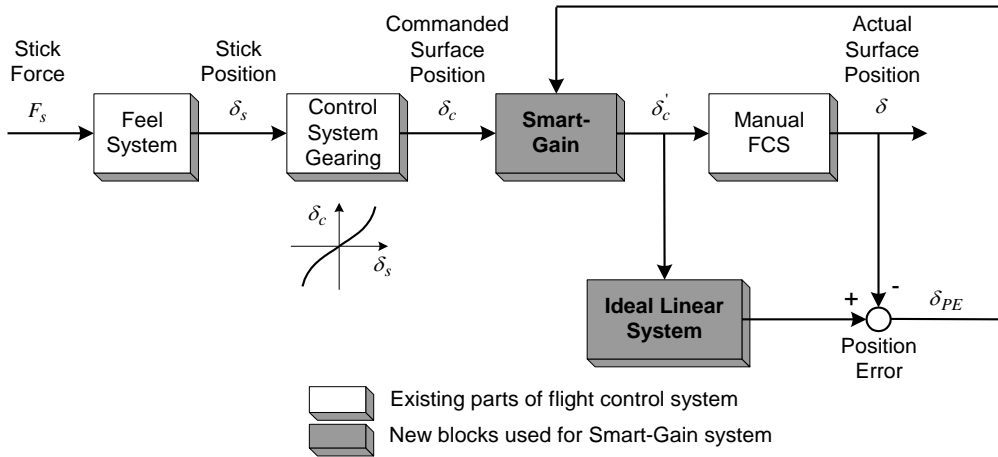 Stick
Force
F_s
Feel
System
Stick
Position
δ_s
Control
System
Gearing
Commanded
Surface
Position
δ_c
Smart-
Gain
δ_c'
Manual
FCS
Actual
Surface
Position
δ
δ_c
δ_s
Ideal Linear
System
+
-
δ_PE
Position
Error
Existing parts of flight control system
New blocks used for Smart-Gain system